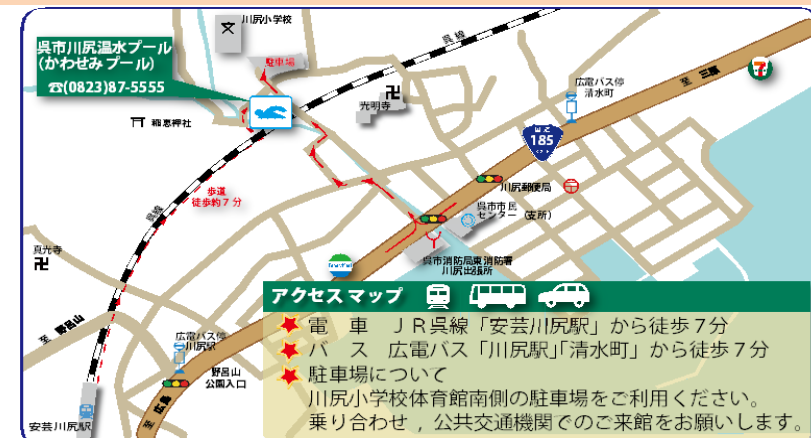 川尻小学校
呉市川尻温水プール
(かわせみプール)
☎(0823)87-5555
駐車場
呉線
至 三原
広電バス停
清水町
7
光明寺
稲恵神社
国道
185
歩道
徒歩約7分
呉線
川尻郵便局
呉市市民
センター(支所)
呉市消防局東消防署
川尻出張所
真光寺
FamilyMart
至 野呂山
広電バス停
川尻駅
野呂山
公園入口
至 広島
安芸川尻駅
アクセスマップ
電 車 JR呉線「安芸川尻駅」から徒歩7分
バ ス 広電バス「川尻駅」「清水町」から徒歩7分
駐車場について
川尻小学校体育館南側の駐車場をご利用ください。
乗り合わせ,公共交通機関でのご来館をお願いします。